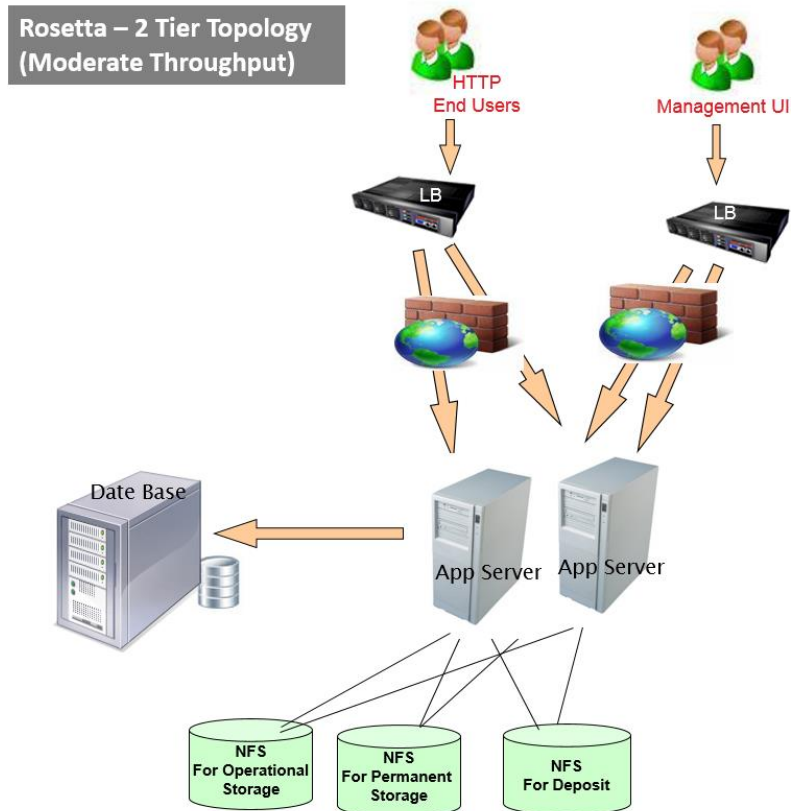 Rosetta – 2 Tier Topology
(Moderate Throughput)
HTTP
End Users
Management UI
LB
LB
Date Base
App Server
App Server
NFS
For Operational
Storage
NFS
For Permanent
Storage
NFS
For Deposit